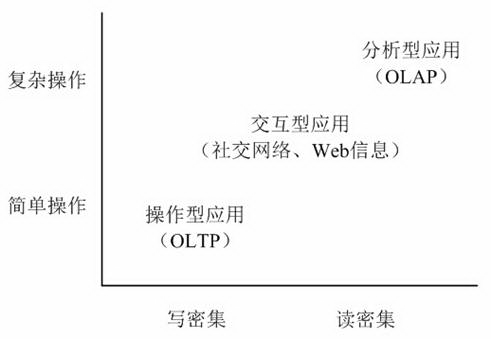 分析型应用
（OLAP）
复杂操作
交互型应用
（社交网络、Web信息）
简单操作
操作型应用
（OLTP）
写密集
读密集